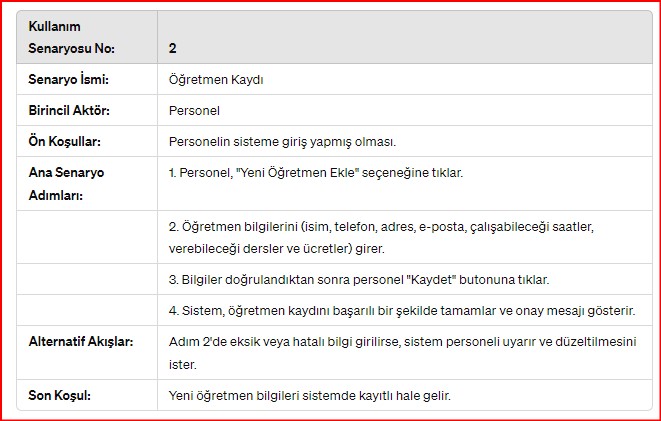 Kullanım
Senaryosu No: 2
Senaryo İsmi: Öğretmen Kaydı
Birincil Aktör: Personel
Ön Koşullar: Personelin sisteme giriş yapmış olması.
Ana Senaryo Adımları: 1. Personel, "Yeni Öğretmen Ekle" seçeneğine tıklar.
2. Öğretmen bilgilerini (isim, telefon, adres, e-posta, çalışabileceği saatler,
verebileceği dersler ve ücretler) girer.
3. Bilgiler doğrulandıktan sonra personel "Kaydet" butonuna tıklar.
4. Sistem, öğretmen kaydını başarılı bir şekilde tamamlar ve onay mesajı gösterir.
Alternatif Akışlar: Adım 2'de eksik veya hatalı bilgi girilirse, sistem personeli uyarır ve düzeltilmesini
ister.
Son Koşul: Yeni öğretmen bilgileri sistemde kayıtlı hale gelir.